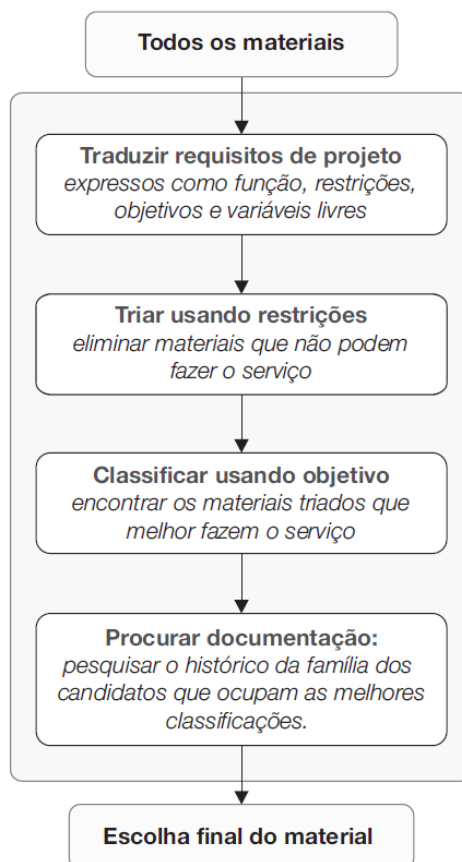 Todos os materiais
Traduzir requisitos de projeto
expressos como função, restrições,
objetivos e variáveis livres
Triar usando restrições
eliminar materiais que não podem
fazer o serviço
Classificar usando objetivo
encontrar os materiais triados que
melhor fazem o serviço
Procurar documentação:
pesquisar o histórico da família dos
candidatos que ocupam as melhores
classificações.
Escolha final do material